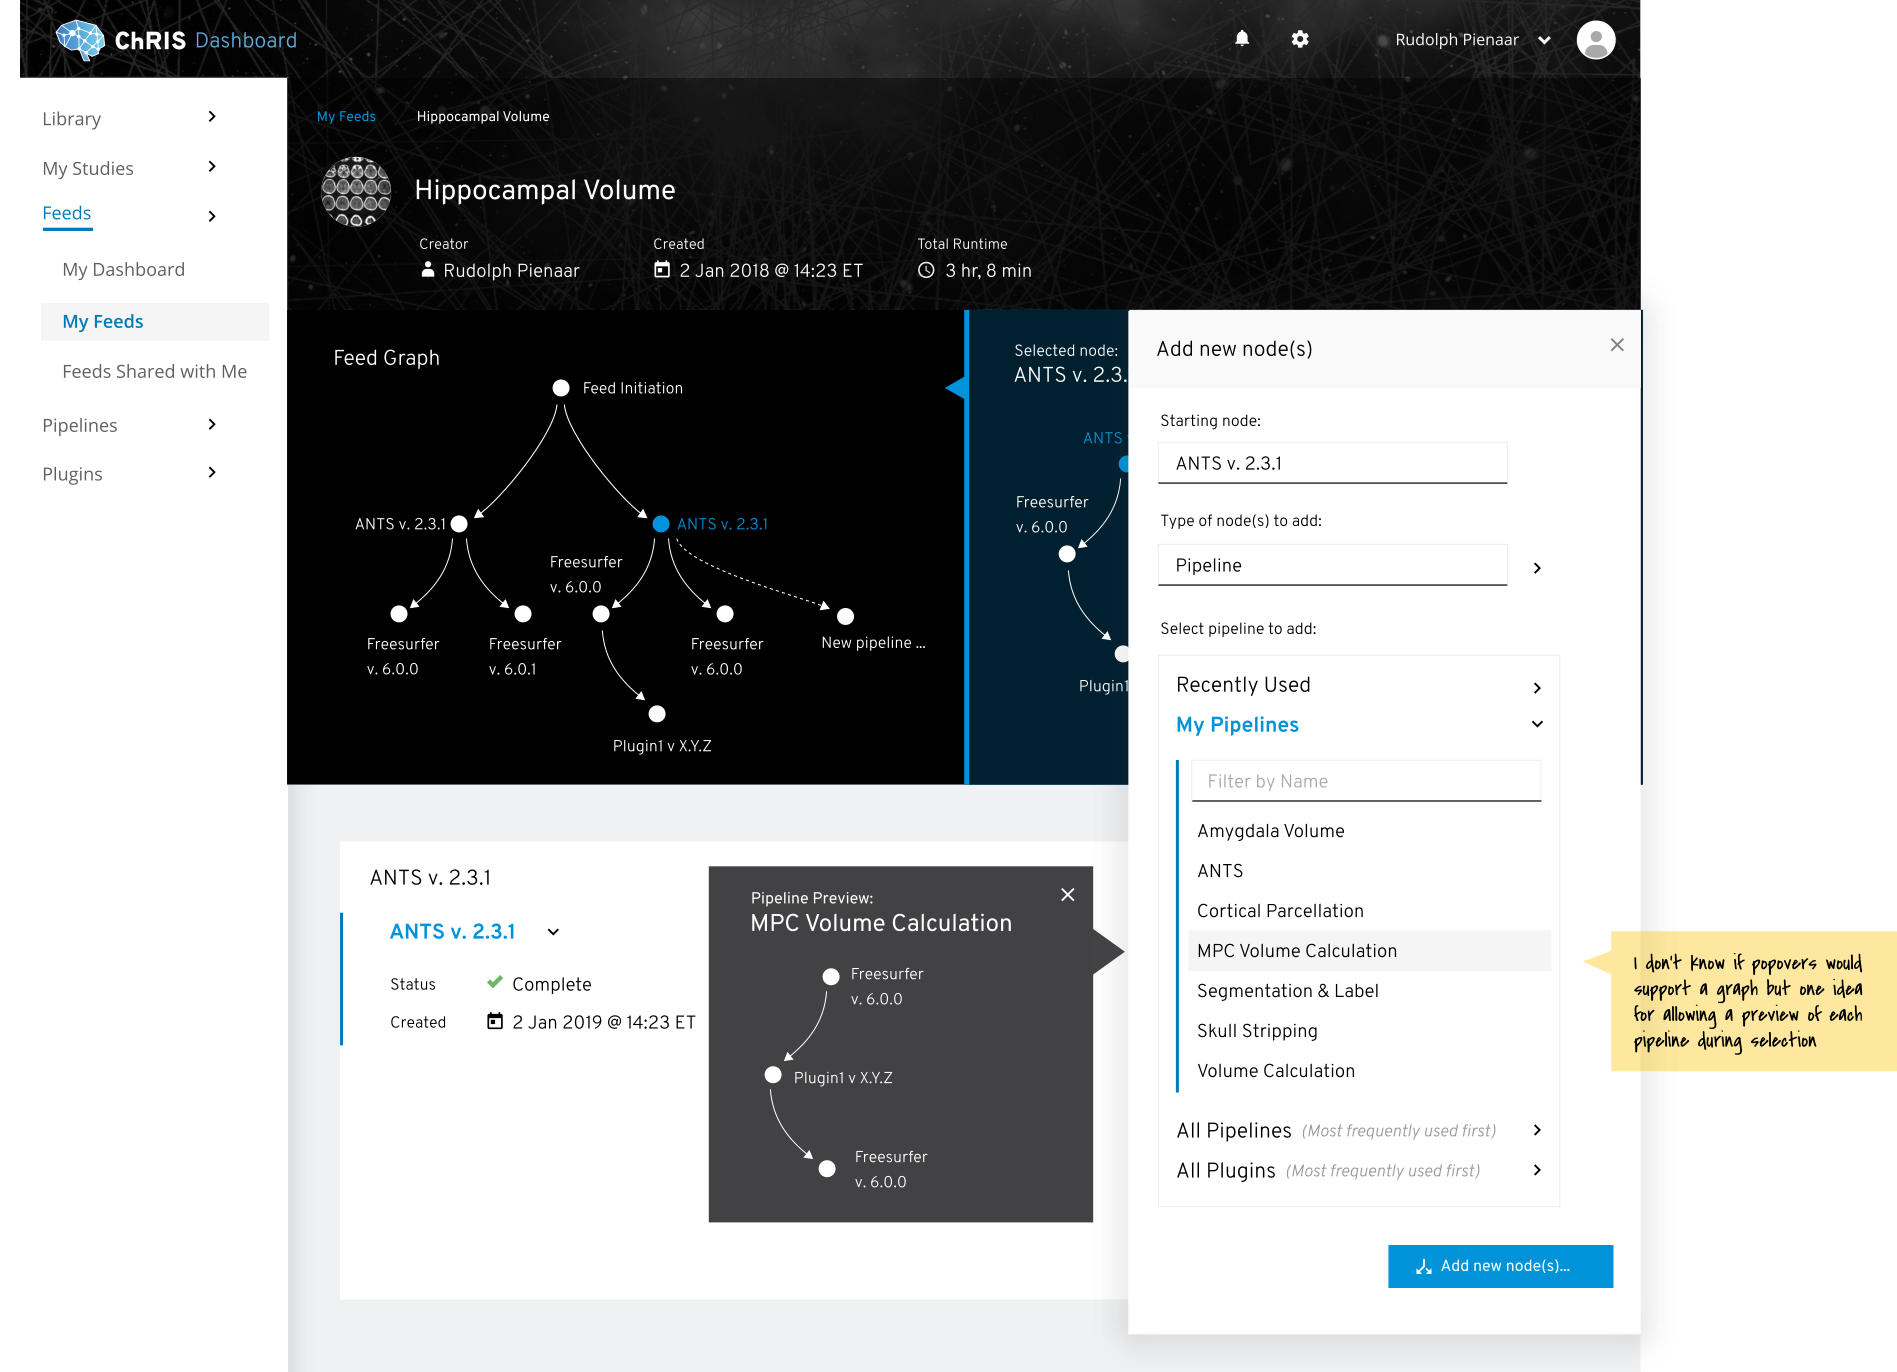 ChRIS Dashboard
Rudolph Pienaar
Library
My Studies
Feeds
My Dashboard
My Feeds
Feeds Shared with Me
Pipelines
Plugins
My Feeds
Hippocampal Volume
Hippocampal Volume
Creator
Rudolph Pienaar
Created
2 Jan 2018 @ 14:23 ET
Total Runtime
3 hr, 8 min
Feed Graph
Feed Initiation
ANTS v. 2.3.1
ANTS v. 2.3.1
Freesurfer
v. 6.0.0
Freesurfer
v. 6.0.0
Freesurfer
v. 6.0.1
Freesurfer
v. 6.0.0
New pipeline ...
Plugin1 v X.Y.Z
Selected node:
ANTS v. 2.3.
ANTS
Freesurfer
v. 6.0.0
Plugin1
Add new node(s)
Starting node:
ANTS v. 2.3.1
Type of node(s) to add:
Pipeline
Select pipeline to add:
Recently Used
My Pipelines
Filter by Name
Amygdala Volume
ANTS
Cortical Parcellation
MPC Volume Calculation
Segmentation & Label
Skull Stripping
Volume Calculation
All Pipelines (Most frequently used first)
All Plugins (Most frequently used first)
Add new node(s)...
ANTS v. 2.3.1
ANTS v. 2.3.1
Status
Complete
Created
2 Jan 2019 @ 14:23 ET
Pipeline Preview:
MPC Volume Calculation
Freesurfer
v. 6.0.0
Plugin1 v X.Y.Z
Freesurfer
v. 6.0.0
I don't know if popovers would
support a graph but one idea
for allowing a preview of each
pipeline during selection